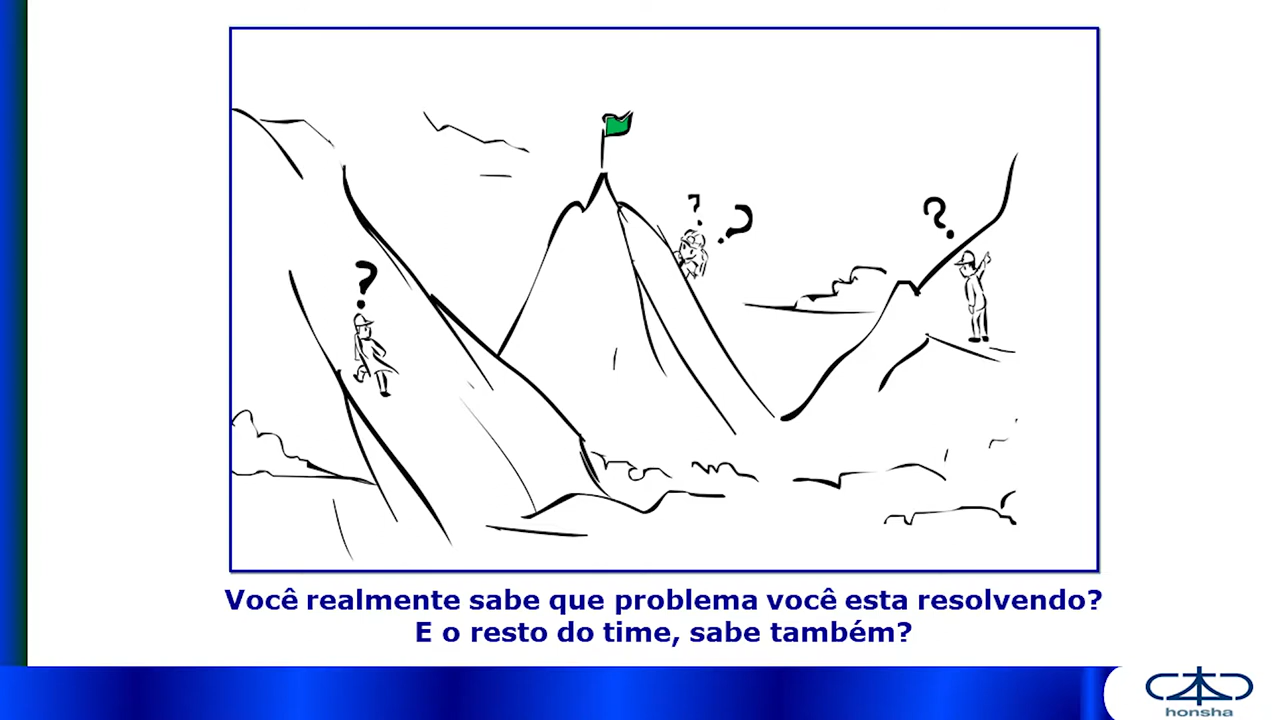 ?
? ?
?
Você realmente sabe que problema você esta resolvendo?
E o resto do time, sabe também?
honsha